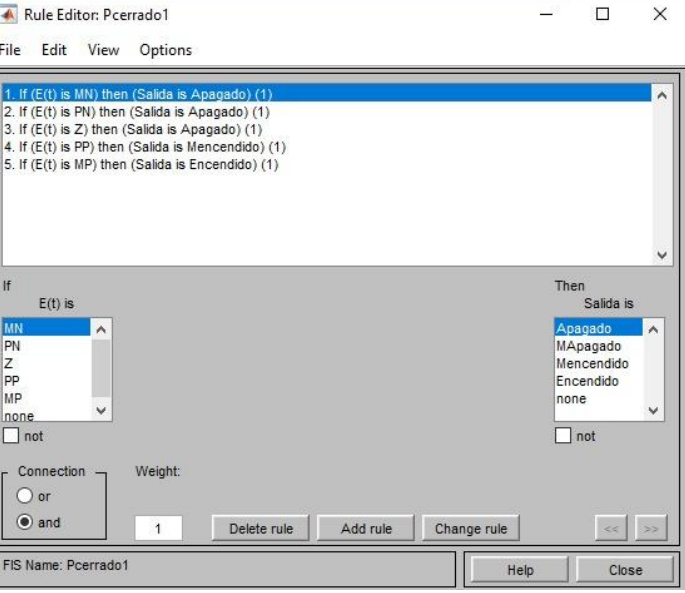 Rule Editor: Pcerrado1
File Edit View Options
1. If (E(t) is MN) then (Salida is Apagado) (1)
2. If (E(t) is PN) then (Salida is Apagado) (1)
3. If (E(t) is Z) then (Salida is Apagado) (1)
4. If (E(t) is PP) then (Salida is Mencendido) (1)
5. If (E(t) is MP) then (Salida is Encendido) (1)
If
E(t) is
MN
PN
Z
PP
MP
none
not
Then
Salida is
Apagado
MApagado
Mencendido
Encendido
none
not
Connection
or
and
Weight:
1
Delete rule
Add rule
Change rule
<<
>>
FIS Name: Pcerrado1
Help
Close